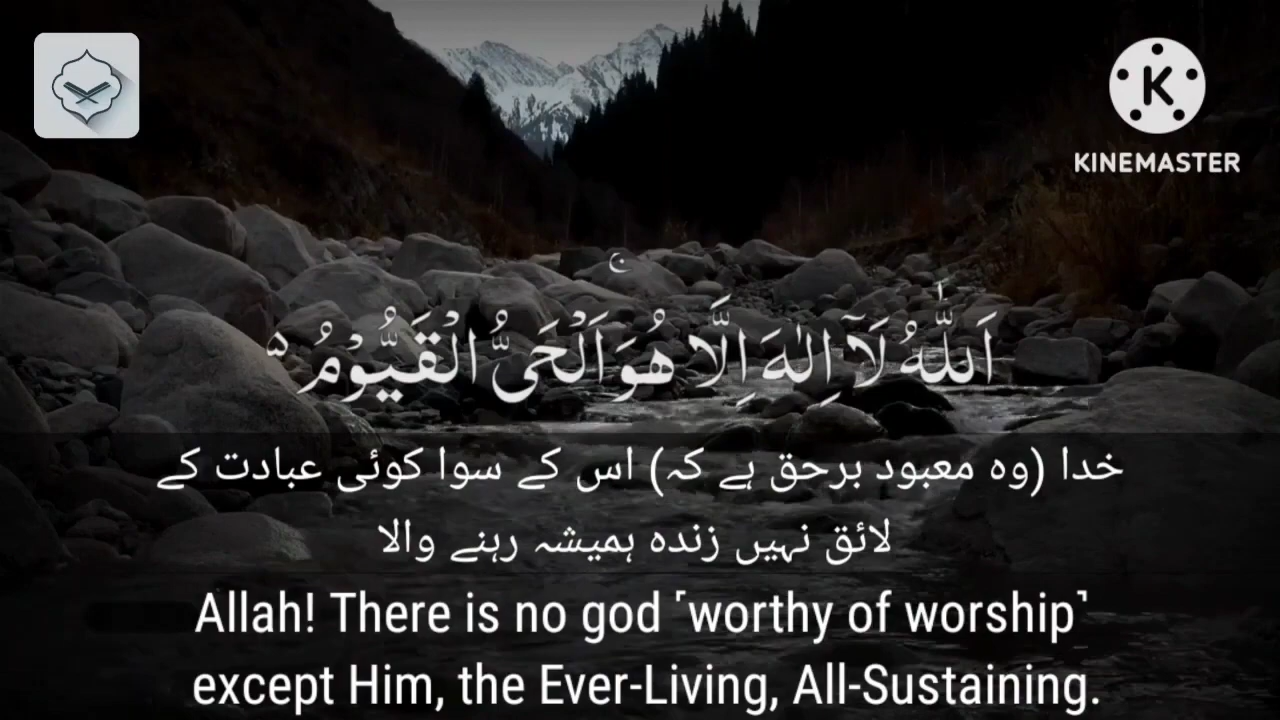 KINEMASTER
اَللّٰهُ لَاۤ اِلٰهَ اِلَّا هُوَ ۚ اَلْحَىُّ الْقَيُّوْمُ ۵
خدا (وہ معبود برحق ہے کہ) اس کے سوا کوئی عبادت کے
لائق نہیں زندہ ہمیشہ رہنے والا
Allah! There is no god ˹worthy of worship˺
except Him, the Ever-Living, All-Sustaining.